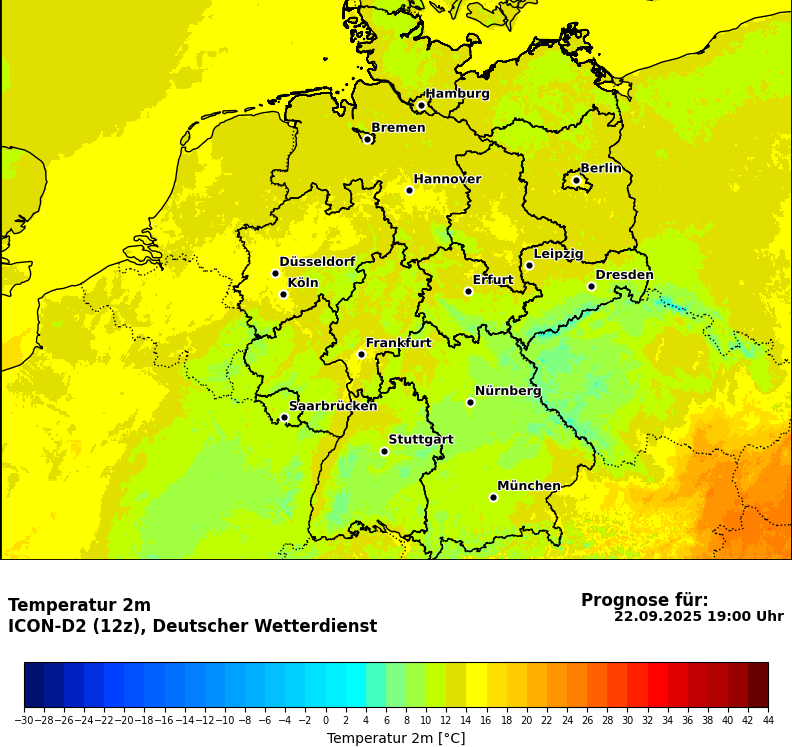 Hamburg
Bremen
Berlin
Hannover
Leipzig
Düsseldorf
Dresden
Köln
Erfurt
Frankfurt
Nürnberg
Saarbrücken
Stuttgart
München
Temperatur 2m
ICON-D2 (12z), Deutscher Wetterdienst
Prognose für:
22.09.2025 19:00 Uhr
−30 −28 −26 −24 −22 −20 −18 −16 −14 −12 −10 −8 −6 −4 −2 0 2 4 6 8 10 12 14 16 18 20 22 24 26 28 30 32 34 36 38 40 42 44
Temperatur 2m [°C]